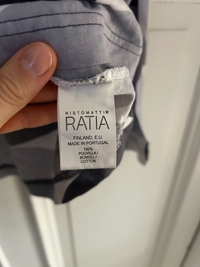 RISTOMATTI
RATIA
FINLAND, E.U.
MADE IN PORTUGAL
100%
PUUVILLA /
BOMULL /
COTTON